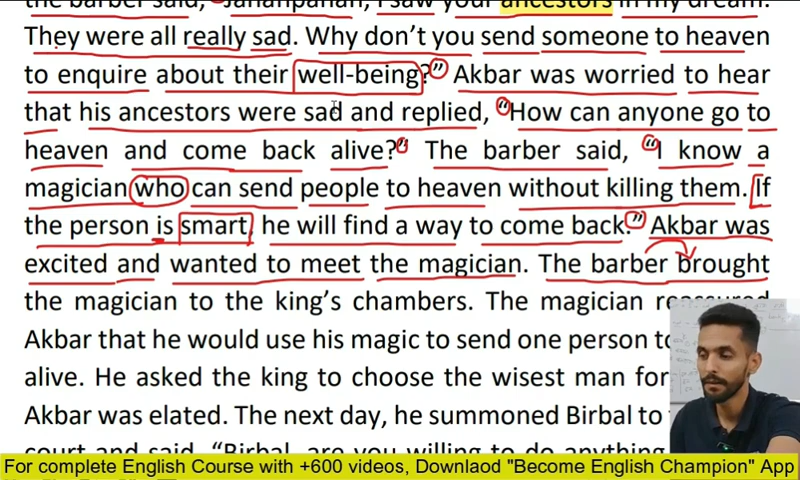 the barber said, "Jahanpanah, I saw your ancestors in my dream.
They were all really sad. Why don't you send someone to heaven
to enquire about their well-being?" Akbar was worried to hear
that his ancestors were sad and replied, "How can anyone go to
heaven and come back alive?" The barber said, "I know a
magician who can send people to heaven without killing them. If
the person is smart, he will find a way to come back." Akbar was
excited and wanted to meet the magician. The barber brought
the magician to the king's chambers. The magician reassured
Akbar that he would use his magic to send one person to
alive. He asked the king to choose the wisest man for
Akbar was elated. The next day, he summoned Birbal to
court and said, "Birbal, are you willing to do anything
For complete English Course with +600 videos, Downlaod "Become English Champion" App